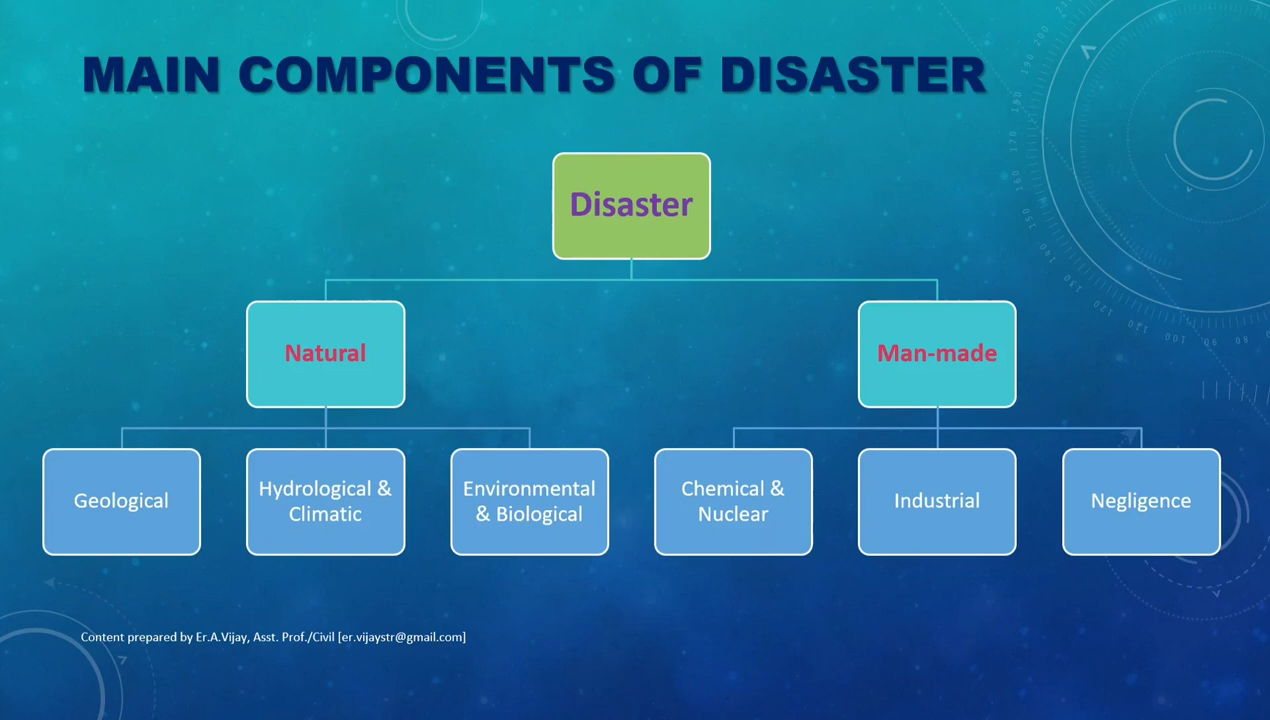 MAIN COMPONENTS OF DISASTER
Disaster
Natural
Man-made
Geological
Hydrological &
Climatic
Environmental
& Biological
Chemical &
Nuclear
Industrial
Negligence
Content prepared by Er.A.Vijay, Asst. Prof./Civil [er.vijaystr@gmail.com]